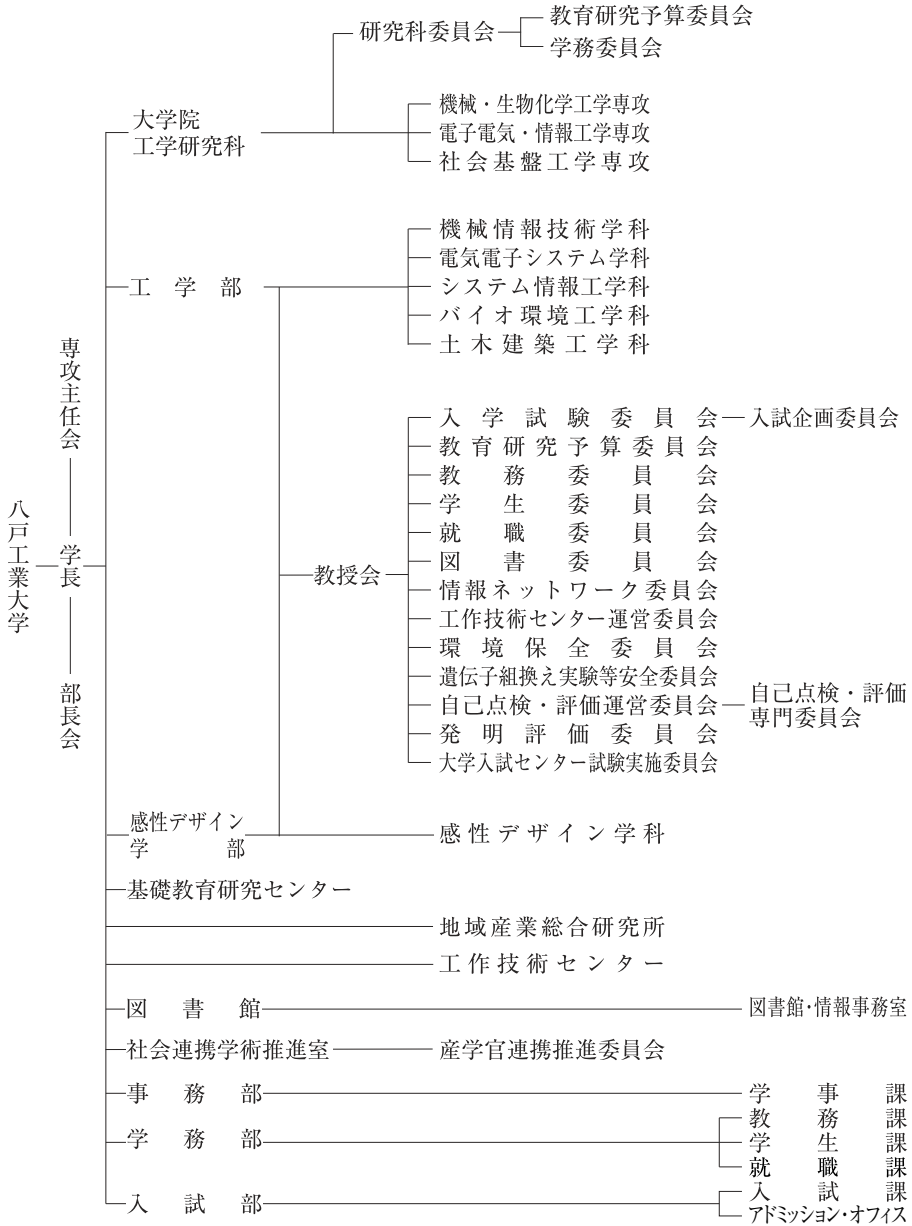 八戸工業大学
専攻主任会
学長
部長会
大学院
工学研究科
研究科委員会
教育研究予算委員会
学務委員会
機械・生物化学工学専攻
電子電気・情報工学専攻
社会基盤工学専攻
工学部
機械情報技術学科
電気電子システム学科
システム情報工学科
バイオ環境工学科
土木建築工学科
教授会
入学試験委員会
入試企画委員会
教育研究予算委員会
教務委員会
学生委員会
就職委員会
図書委員会
情報ネットワーク委員会
工作技術センター運営委員会
環境保全委員会
遺伝子組換え実験等安全委員会
自己点検・評価運営委員会
自己点検・評価
専門委員会
発明評価委員会
大学入試センター試験実施委員会
感性デザイン
学部
感性デザイン学科
基礎教育研究センター
地域産業総合研究所
工作技術センター
図書館
図書館・情報事務室
社会連携学術推進室
産学官連携推進委員会
事務部
学事課
学務部
教務課
学生課
就職課
入試部
入試課
アドミッション・オフィス